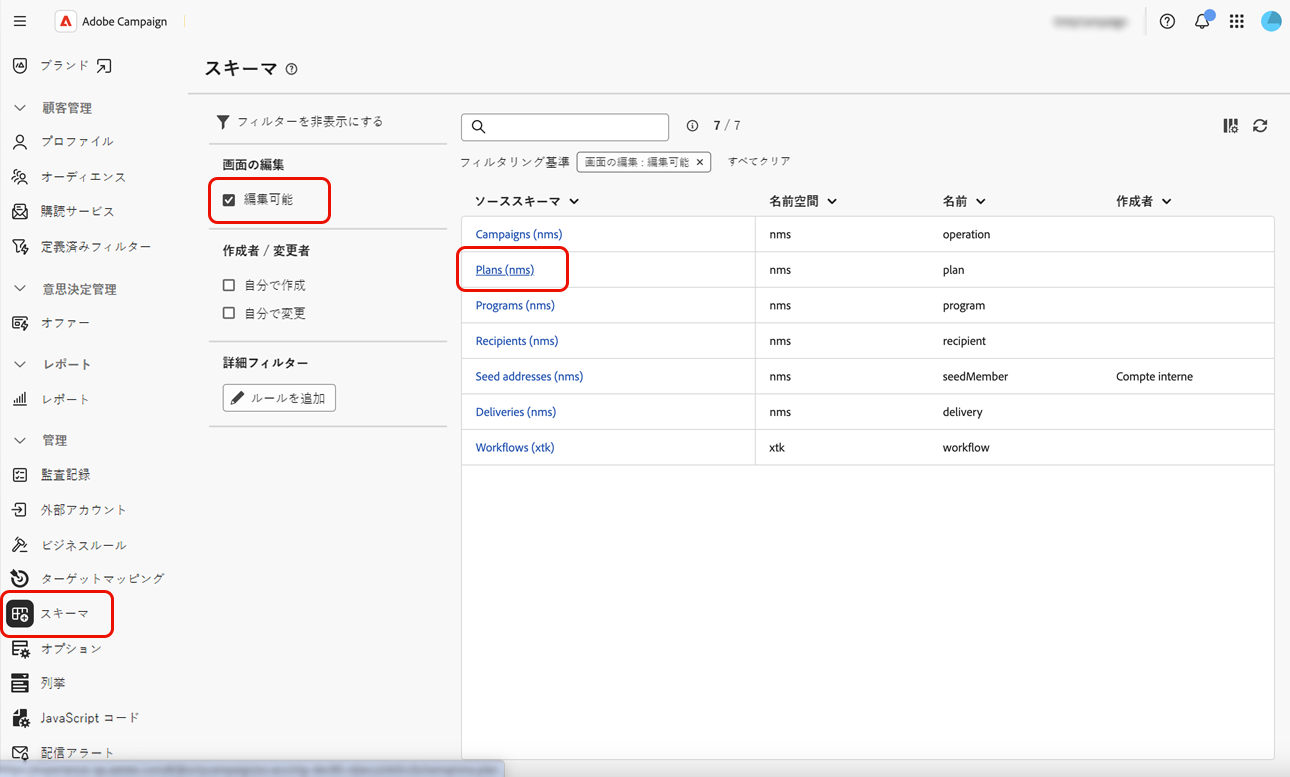 Adobe Campaign
ブランド
顧客管理
プロファイル
オーディエンス
購読サービス
定義済みフィルター
意思決定管理
オファー
レポート
レポート
管理
監査記録
外部アカウント
ビジネスルール
ターゲットマッピング
スキーマ
オプション
列挙
JavaScript コード
配信アラート
スキーマ
フィルターを非表示にする
画面の編集
編集可能
作成者 / 変更者
自分で作成
自分で変更
詳細フィルター
ルールを追加
7 / 7
フィルタリング基準 画面の編集 : 編集可能 すべてクリア
ソーススキーマ 名前空間 名前 作成者
Campaigns (nms) nms operation
Plans (nms) nms plan
Programs (nms) nms program
Recipients (nms) nms recipient
Seed addresses (nms) nms seedMember Compte interne
Deliveries (nms) nms delivery
Workflows (xtk) xtk workflow